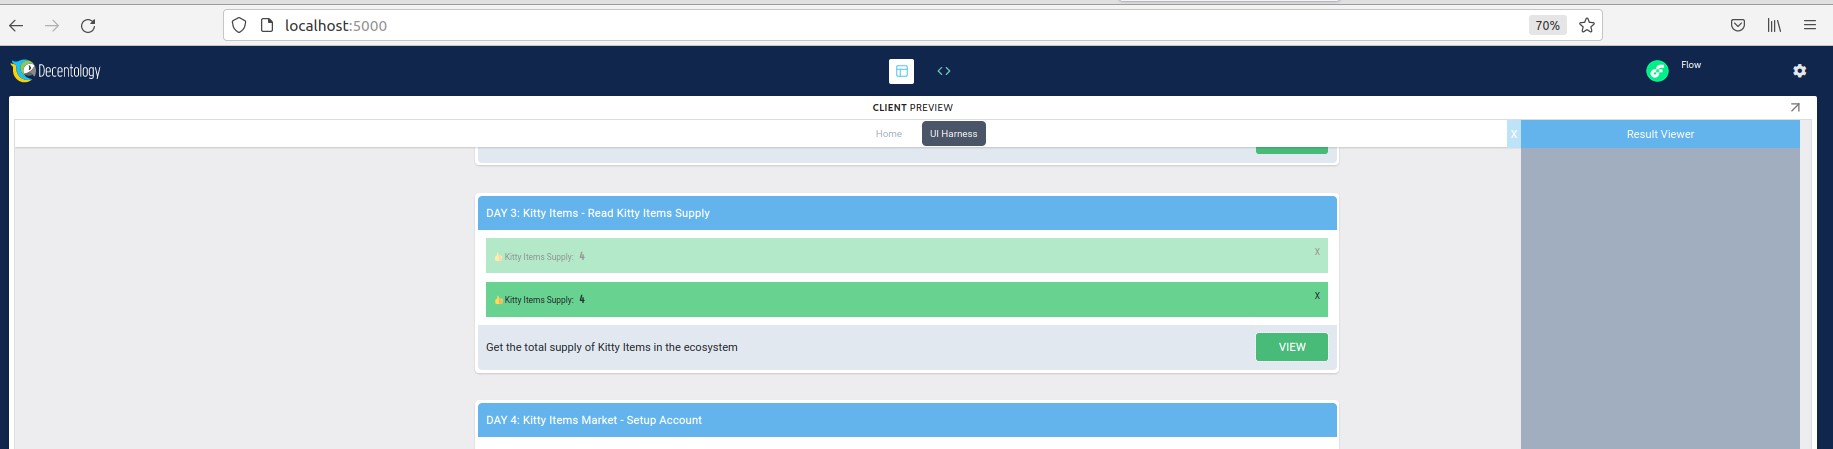 localhost:5000
70%
Decentology
Flow
CLIENT PREVIEW
Home
UI Harness
X
Result Viewer
DAY 3: Kitty Items - Read Kitty Items Supply
👍Kitty Items Supply: 4
X
👍Kitty Items Supply: 4
X
Get the total supply of Kitty Items in the ecosystem
VIEW
DAY 4: Kitty Items Market - Setup Account